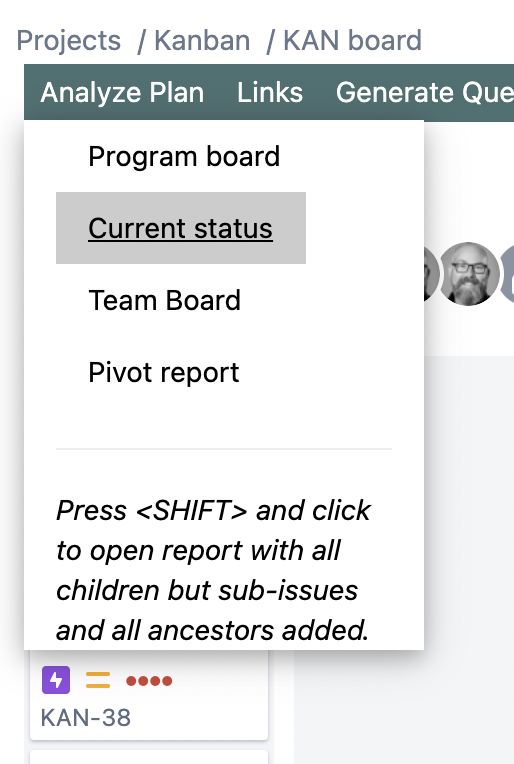 Projects / Kanban / KAN board
Analyze Plan Links Generate Que
Program board
Current status
Team Board
Pivot report
Press <SHIFT> and click
to open report with all
children but sub-issues
and all ancestors added.
KAN-38